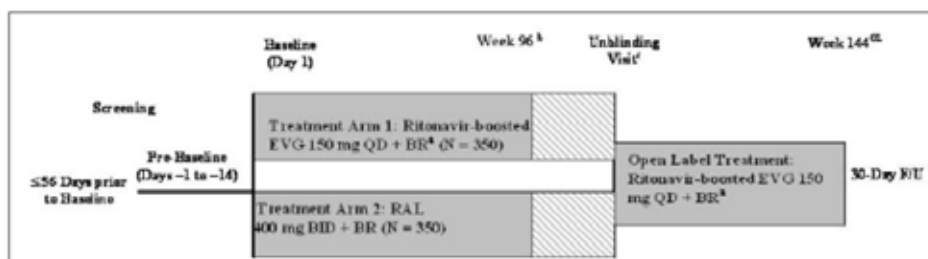 Baseline
(Day 1)
Week 96 b
Unblinding
Visit c
Week 144 OL
Screening
Pre-Baseline
(Days −1 to −14)
≤56 Days prior
to Baseline
Treatment Arm 1: Ritonavir-boosted
EVG 150 mg QD + BR a (N = 350)
Treatment Arm 2: RAL
400 mg BID + BR (N = 350)
Open Label Treatment:
Ritonavir-boosted EVG 150
mg QD + BR a
30-Day F/U